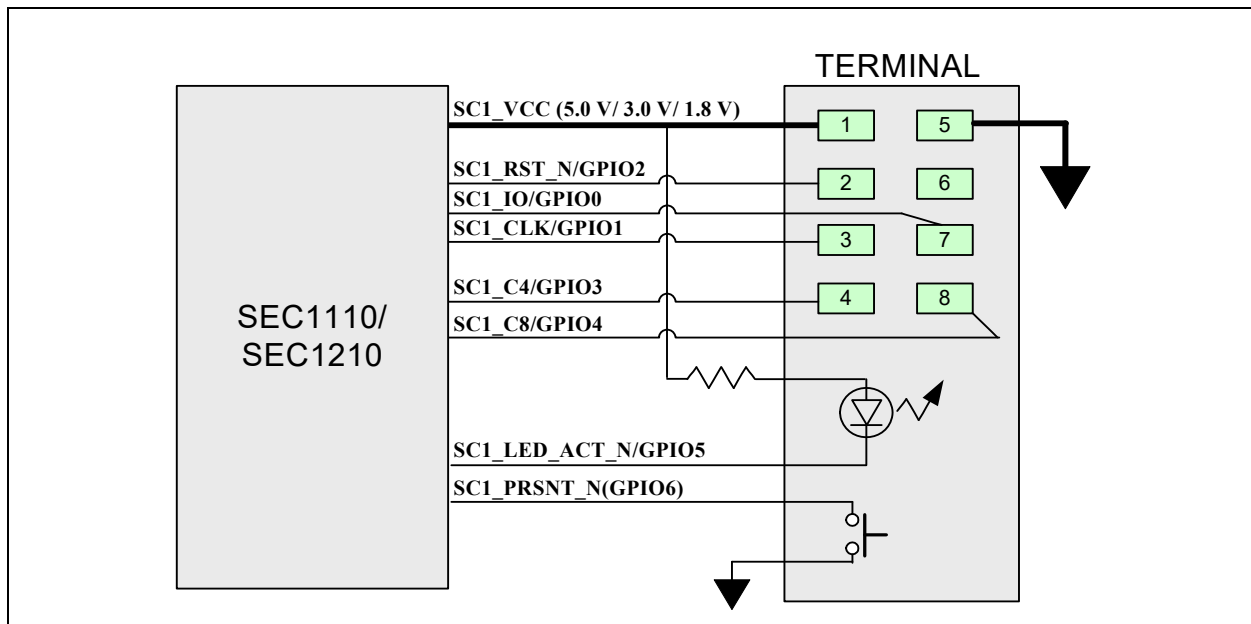 TERMINAL
SC1_VCC (5.0 V/ 3.0 V/ 1.8 V)
1
5
SC1_RST_N/GPIO2
2
6
SC1_IO/GPIO0
SC1_CLK/GPIO1
3
7
SC1_C4/GPIO3
4
8
SC1_C8/GPIO4
SEC1110/
SEC1210
SC1_LED_ACT_N/GPIO5
SC1_PRSNT_N(GPIO6)